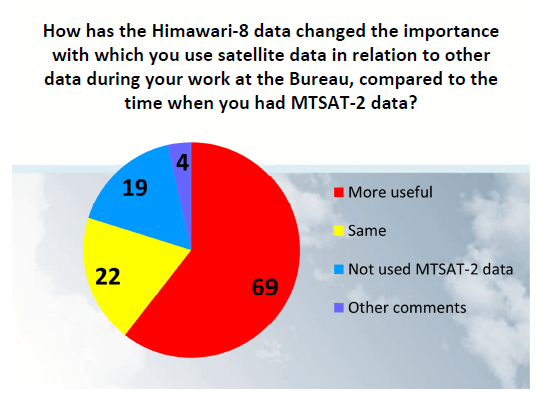 How has the Himawari-8 data changed the importance
with which you use satellite data in relation to other
data during your work at the Bureau, compared to the
time when you had MTSAT-2 data?
4
19
22
69
More useful
Same
Not used MTSAT-2 data
Other comments